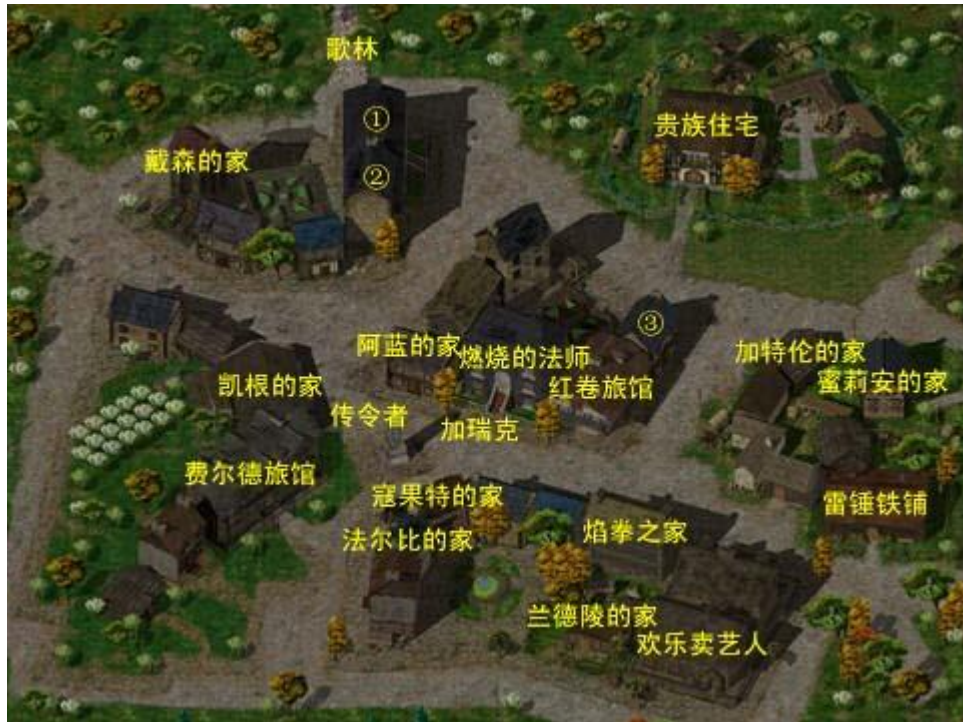 歌林
①
贵族住宅
戴森的家
②
③
阿蓝的家
燃烧的法师
加特伦的家
凯根的家
红卷旅馆
蜜莉安的家
传令者
加瑞克
费尔德旅馆
寇果特的家
雷锤铁铺
法尔比的家
焰拳之家
兰德陵的家
欢乐卖艺人